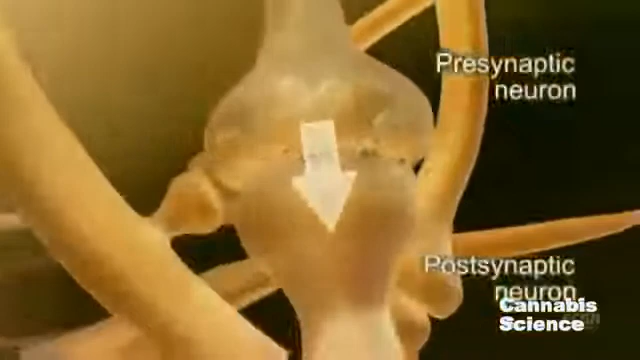 Presynaptic
neuron
Postsynaptic
neuron
Cannabis
Science